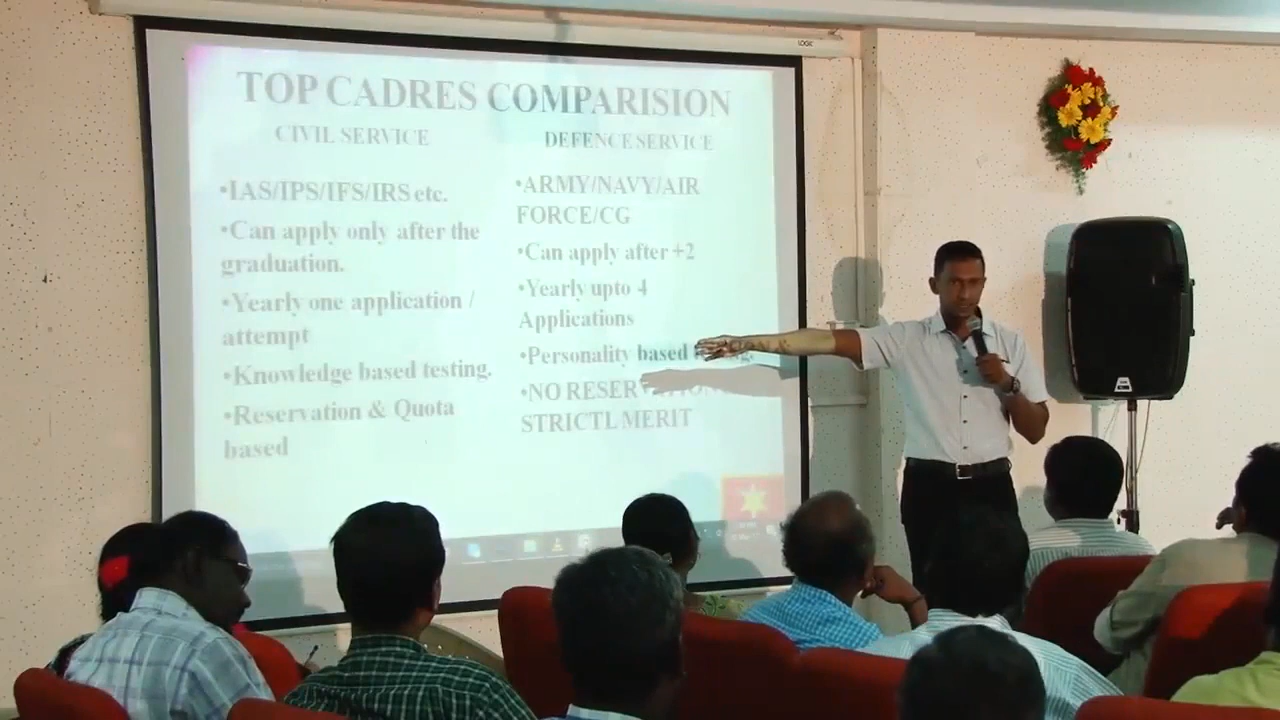 LOGIC
TOP CADRES COMPARISION
CIVIL SERVICE
•IAS/IPS/IFS/IRS etc.
•Can apply only after the
graduation.
•Yearly one application /
attempt
•Knowledge based testing.
•Reservation & Quota
based
DEFENCE SERVICE
•ARMY/NAVY/AIR
FORCE/CG
•Can apply after +2
•Yearly upto 4
Applications
•Personality based
•NO RESERVATION
STRICTL MERIT